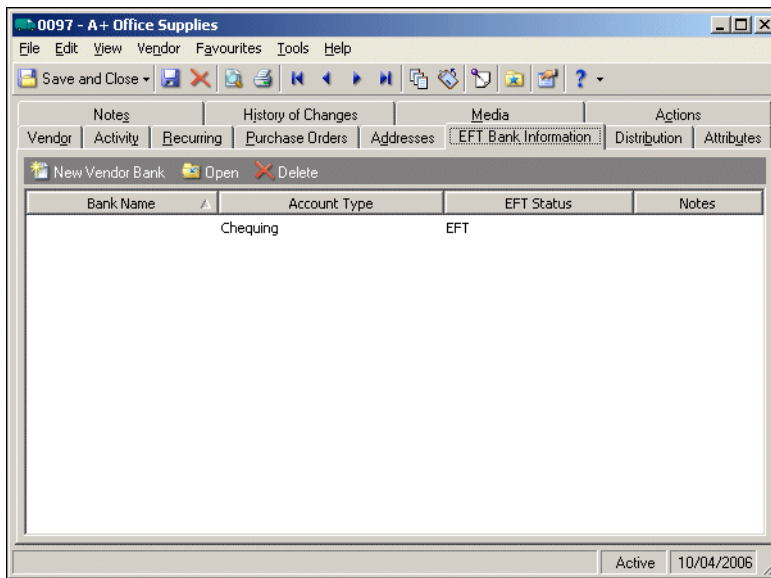 0097 - A+ Office Supplies
File Edit View Vendor Favourites Tools Help
Save and Close
Notes History of Changes Media Actions
Vendor Activity Recurring Purchase Orders Addresses EFT Bank Information Distribution Attributes
New Vendor Bank Open Delete
Bank Name Account Type EFT Status Notes
Chequing EFT
Active 10/04/2006